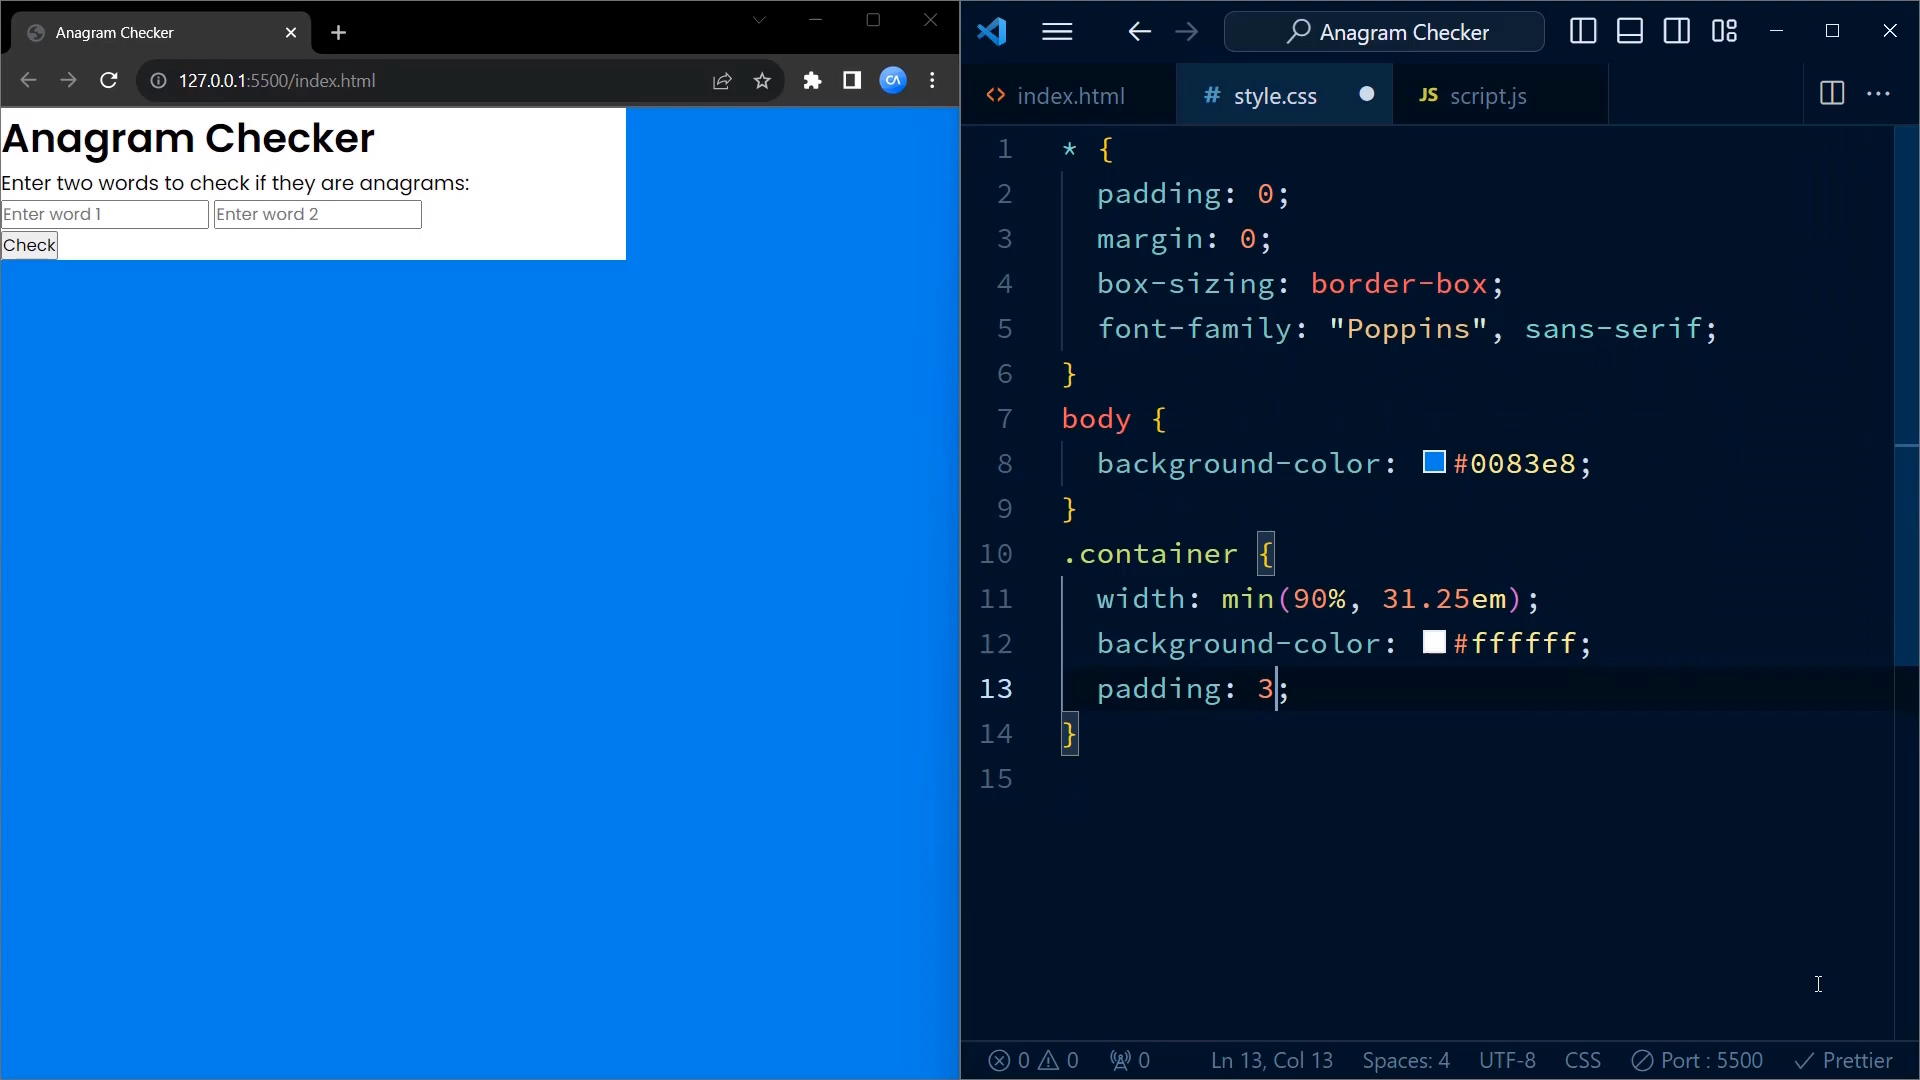 Anagram Checker
127.0.0.1:5500/index.html
CA
Anagram Checker
Enter two words to check if they are anagrams:
Enter word 1 Enter word 2
Check
Anagram Checker
<> index.html # style.css JS script.js
1 * {
2 padding: 0;
3 margin: 0;
4 box-sizing: border-box;
5 font-family: "Poppins", sans-serif;
6 }
7 body {
8 background-color: #0083e8;
9 }
10 .container {
11 width: min(90%, 31.25em);
12 background-color: #ffffff;
13 padding: 3;
14 }
15
0 0 0 Ln 13, Col 13 Spaces: 4 UTF-8 CSS Port : 5500 Prettier